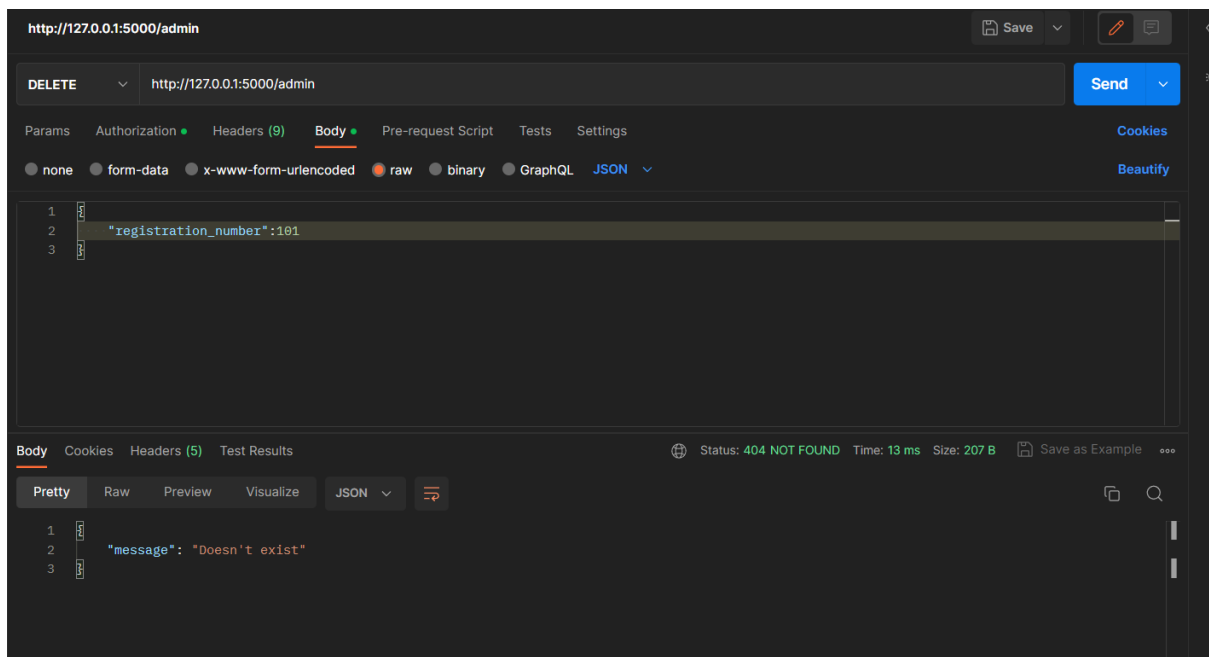 http://127.0.0.1:5000/admin Save
DELETE http://127.0.0.1:5000/admin Send
Params Authorization Headers (9) Body Pre-request Script Tests Settings Cookies
none form-data x-www-form-urlencoded raw binary GraphQL JSON Beautify
1 {
2 "registration_number":101
3 }
Body Cookies Headers (5) Test Results Status: 404 NOT FOUND Time: 13 ms Size: 207 B Save as Example
Pretty Raw Preview Visualize JSON
1 {
2 "message": "Doesn't exist"
3 }